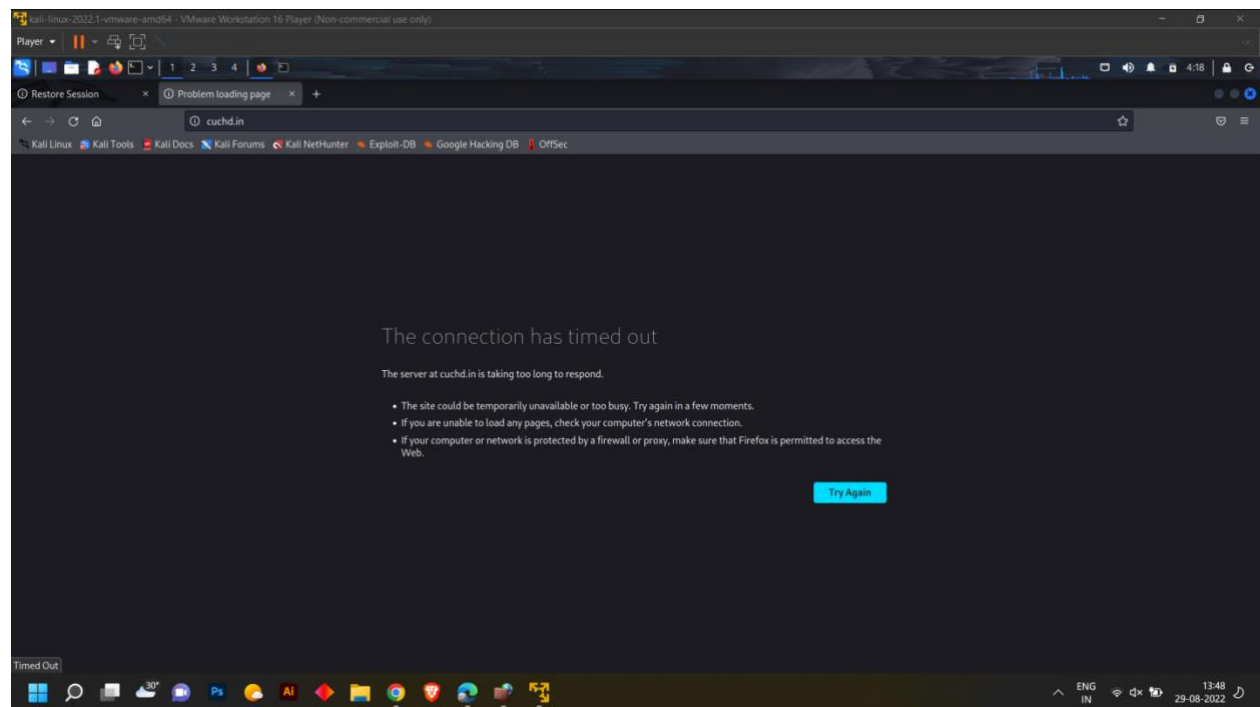 kali-linux-2022.1-vmware-amd64 - VMware Workstation 16 Player (Non-commercial use only)
Player
1 2 3 4 4:18
Restore Session Problem loading page
cuchd.in
Kali Linux Kali Tools Kali Docs Kali Forums Kali NetHunter Exploit-DB Google Hacking DB OffSec
The connection has timed out
The server at cuchd.in is taking too long to respond.
• The site could be temporarily unavailable or too busy. Try again in a few moments.
• If you are unable to load any pages, check your computer's network connection.
• If your computer or network is protected by a firewall or proxy, make sure that Firefox is permitted to access the
Web.
Try Again
Timed Out
30°
Ps
Ai
ENG
IN
13:48
29-08-2022